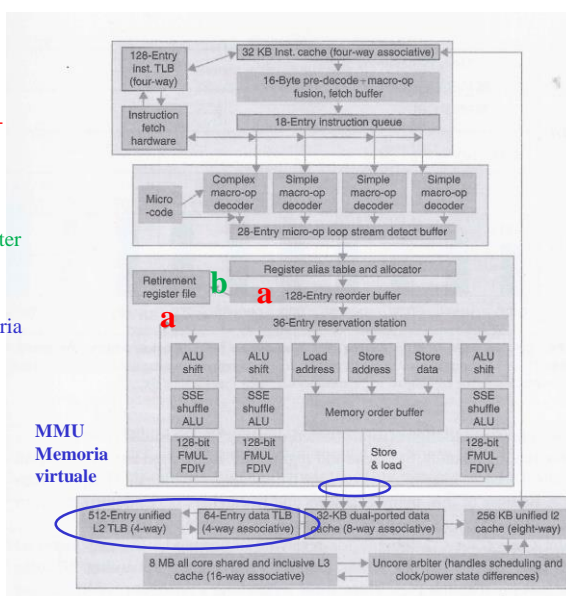 128-Entry
inst. TLB
(four-way)
32 KB Inst. cache (four-way associative)
16-Byte pre-decode+macro-op
fusion, fetch buffer
Instruction
fetch
hardware
18-Entry instruction queue
Micro
-code
Complex
macro-op
decoder
Simple
macro-op
decoder
Simple
macro-op
decoder
Simple
macro-op
decoder
28-Entry micro-op loop stream detect buffer
ter
Register alias table and allocator
Retirement
register file
b
a
128-Entry reorder buffer
ria
a
36-Entry reservation station
ALU
shift
ALU
shift
Load
address
Store
address
Store
data
ALU
shift
SSE
shuffle
ALU
SSE
shuffle
ALU
Memory order buffer
SSE
shuffle
ALU
128-bit
FMUL
FDIV
128-bit
FMUL
FDIV
128-bit
FMUL
FDIV
Store
& load
MMU
Memoria
virtuale
512-Entry unified
L2 TLB (4-way)
64-Entry data TLB
(4-way associative)
32-KB dual-ported data
cache (8-way associative)
256 KB unified l2
cache (eight-way)
8 MB all core shared and inclusive L3
cache (16-way associative)
Uncore arbiter (handles scheduling and
clock/power state differences)